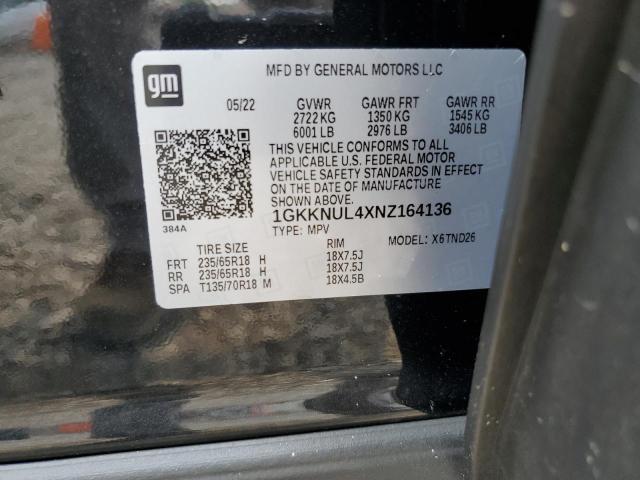 gm
MFD BY GENERAL MOTORS LLC
05/22 GVWR GAWR FRT GAWR RR
2722 KG 1350 KG 1545 KG
6001 LB 2976 LB 3406 LB
THIS VEHICLE CONFORMS TO ALL
APPLICABLE U.S. FEDERAL MOTOR
VEHICLE SAFETY STANDARDS IN EFFECT
ON THE DATE OF MANUFACTURE
SHOWN ABOVE.
384A
1GKKNUL4XNZ164136
TYPE: MPV MODEL: X6TND26
TIRE SIZE RIM
FRT 235/65R18 H 18X7.5J
RR 235/65R18 H 18X7.5J
SPA T135/70R18 M 18X4.5B